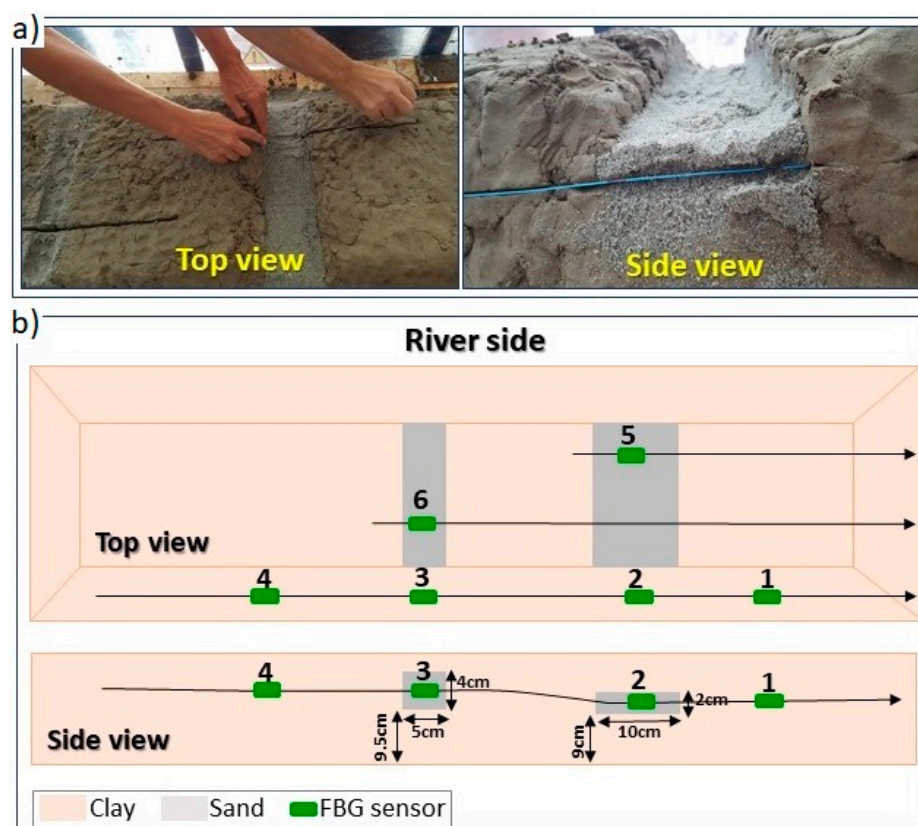 a)
Top view
Side view
b)
River side
5
6
Top view
4
3
2
1
4
3
2
1
4cm
2cm
5cm
10cm
9.5cm
9cm
Side view
Clay
Sand
FBG sensor